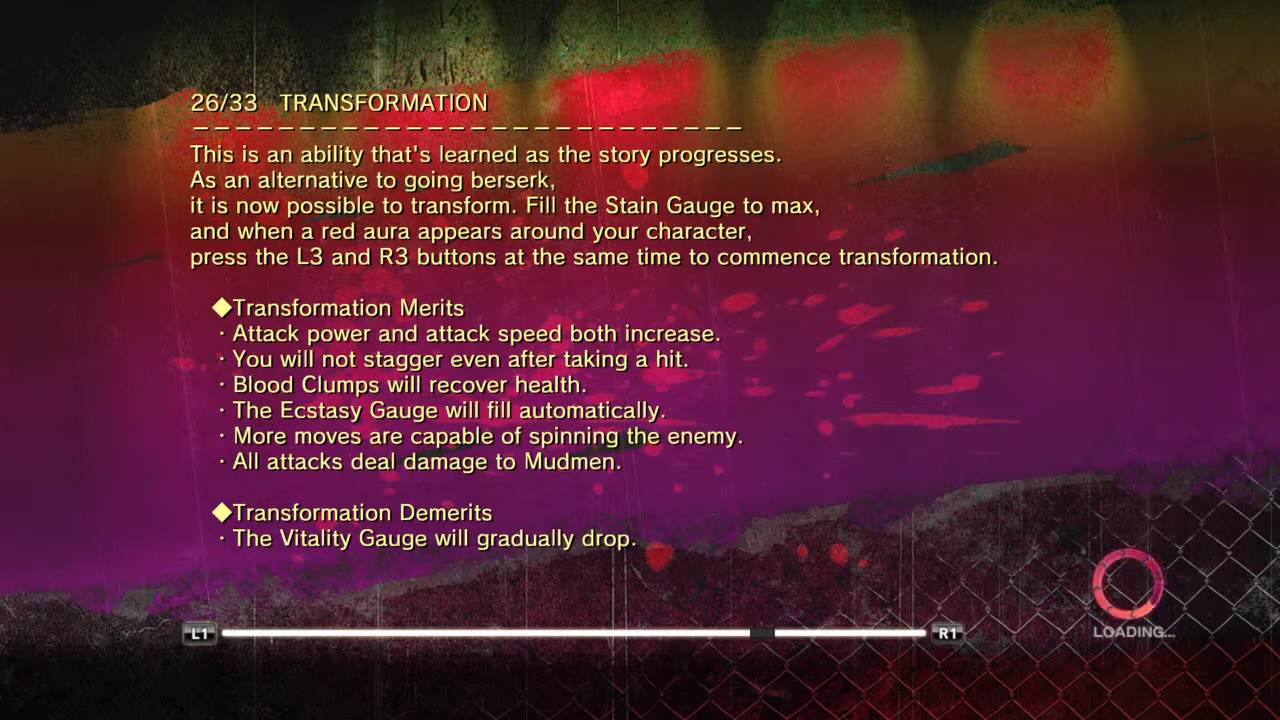 26/33 TRANSFORMATION
This is an ability that's learned as the story progresses.
As an alternative to going berserk,
it is now possible to transform. Fill the Stain Gauge to max,
and when a red aura appears around your character,
press the L3 and R3 buttons at the same time to commence transformation.
◆Transformation Merits
· Attack power and attack speed both increase.
· You will not stagger even after taking a hit.
· Blood Clumps will recover health.
· The Ecstasy Gauge will fill automatically.
· More moves are capable of spinning the enemy.
· All attacks deal damage to Mudmen.
◆Transformation Demerits
· The Vitality Gauge will gradually drop.
L1 R1
LOADING...